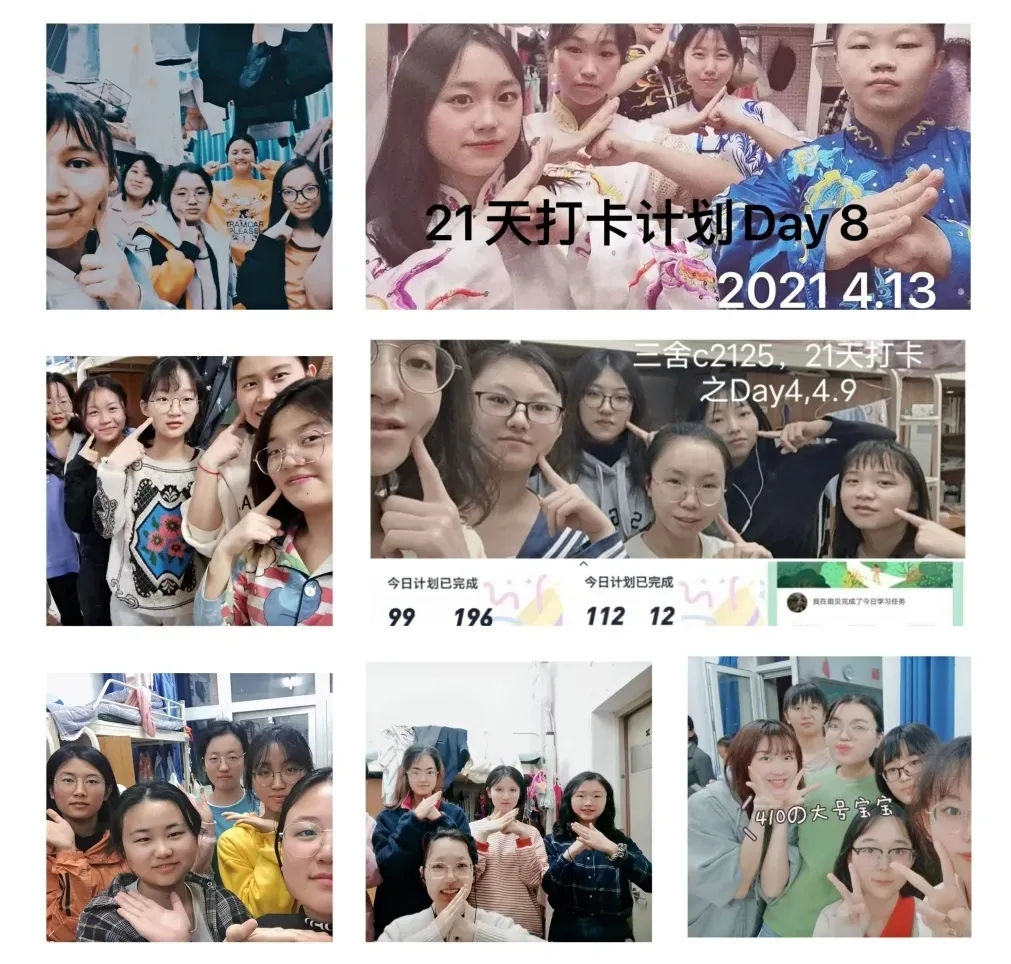 TRAMCAR
PLEASE
21天打卡计划Day 8
2021 4.13
三舍c2125，21天打卡
之Day4,4.9
今日计划已完成
99 196
今日计划已完成
112 12
我在扇贝完成了今日学习任务
410の大号宝宝